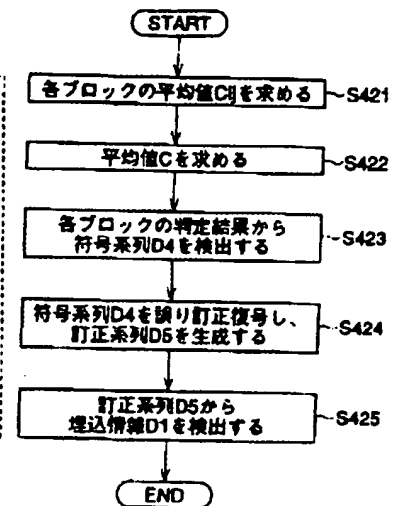 START
各ブロックの平均値Cijを求める
S421
平均値Cを求める
S422
各ブロックの判定結果から
符号系列D4を検出する
S423
符号系列D4を誤り訂正復号し、
訂正系列D5を生成する
S424
訂正系列D5から
埋込情報D1を検出する
S425
END